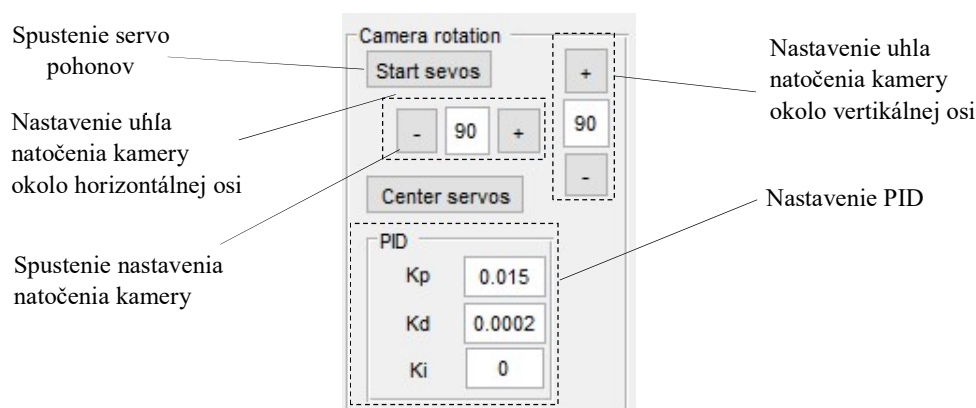 Spustenie servo
pohonov
Nastavenie uhľa
natočenia kamery
okolo horizontálnej osi
Spustenie nastavenia
natočenia kamery
Camera rotation
Start sevos
+
90
-
- 90 +
Center servos
PID
Kp 0.015
Kd 0.0002
Ki 0
Nastavenie uhla
natočenia kamery
okolo vertikálnej osi
Nastavenie PID